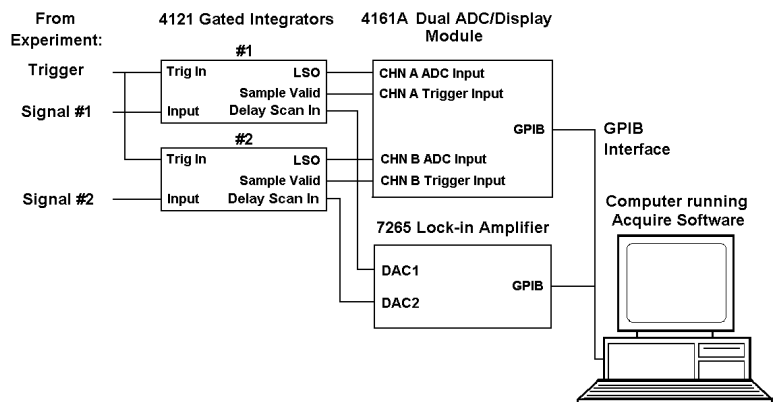 From
Experiment:
4121 Gated Integrators
4161A Dual ADC/Display
Module
Trigger
Signal #1
Signal #2
#1
Trig In
LSO
Sample Valid
Input
Delay Scan In
#2
Trig In
LSO
Sample Valid
Input
Delay Scan In
CHN A ADC Input
CHN A Trigger Input
GPIB
CHN B ADC Input
CHN B Trigger Input
GPIB
Interface
7265 Lock-in Amplifier
DAC1
GPIB
DAC2
Computer running
Acquire Software